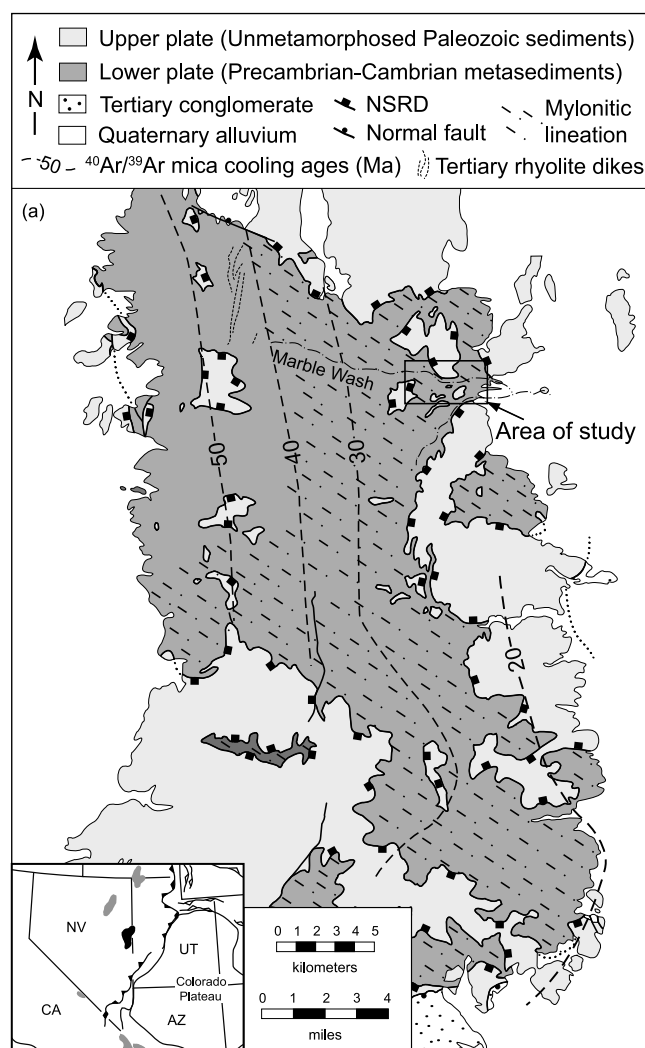 Upper plate (Unmetamorphosed Paleozoic sediments)
Lower plate (Precambrian-Cambrian metasediments)
N
Tertiary conglomerate
NSRD
Mylonitic lineation
Quaternary alluvium
Normal fault
50 ⁴⁰Ar/³⁹Ar mica cooling ages (Ma)
Tertiary rhyolite dikes
(a)
Marble Wash
Area of study
50
40
30
20
NV
UT
CA
Colorado
Plateau
AZ
0 1 2 3 4 5
kilometers
0 1 2 3 4
miles